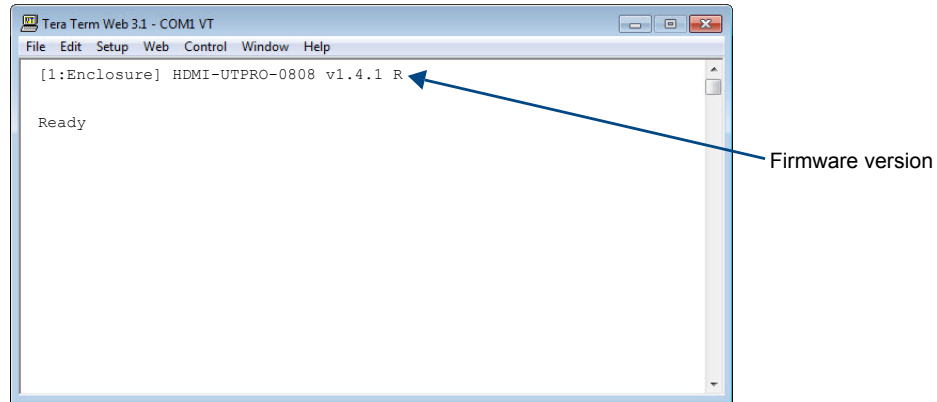 Tera Term Web 3.1 - COM1 VT
File Edit Setup Web Control Window Help
[1:Enclosure] HDMI-UTPRO-0808 v1.4.1 R
Ready
Firmware version